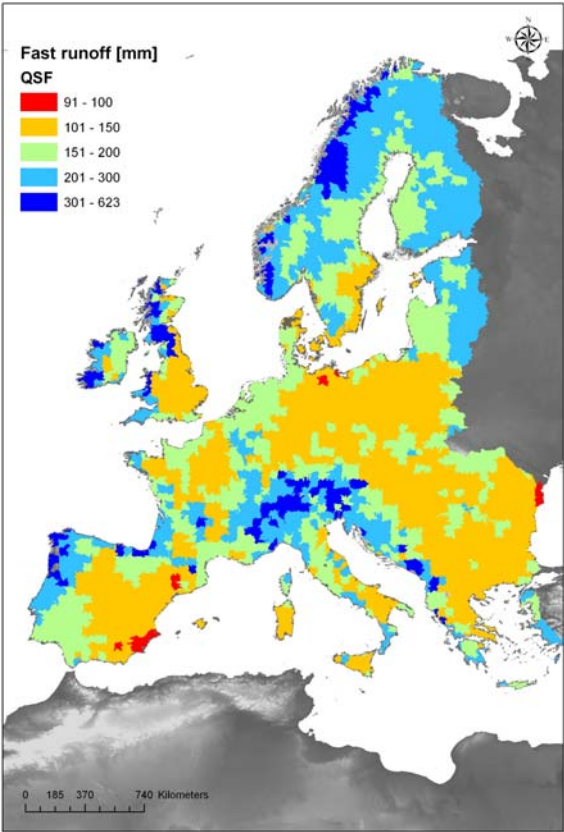 N
W E
S
Fast runoff [mm]
QSF
91 - 100
101 - 150
151 - 200
201 - 300
301 - 623
0 185 370 740 Kilometers